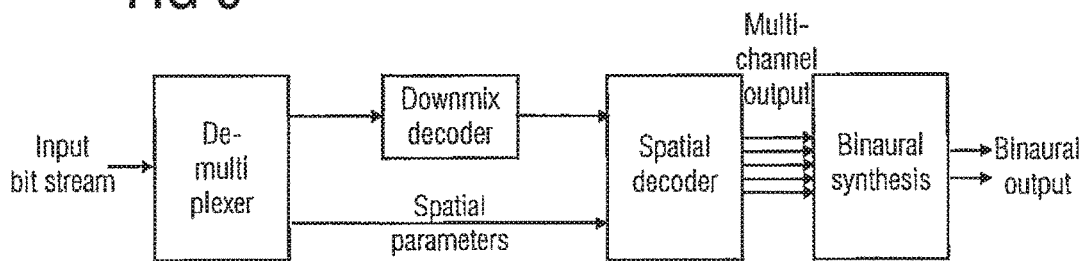 FIG
Multi-
channel
output
Input
bit stream
De-
multi
plexer
Downmix
decoder
Spatial
parameters
Spatial
decoder
Binaural
synthesis
Binaural
output